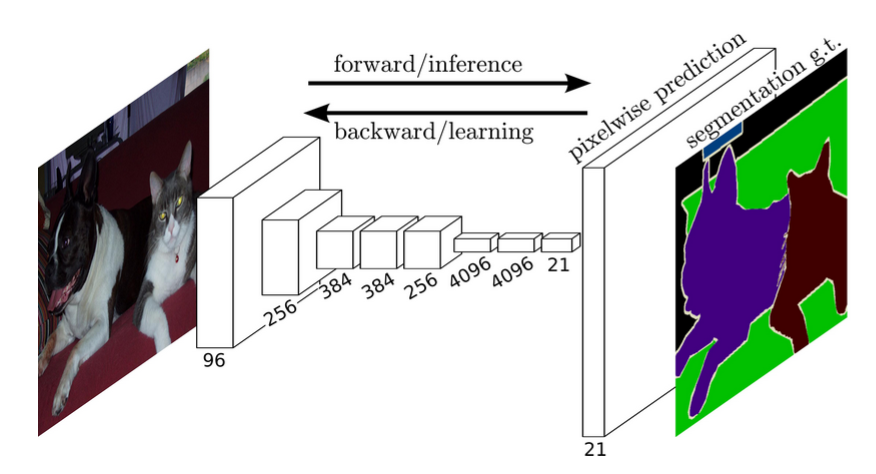 forward/inference
backward/learning
pixelwise prediction
segmentation g.t.
96
256
384
384
256
4096
4096
21
21